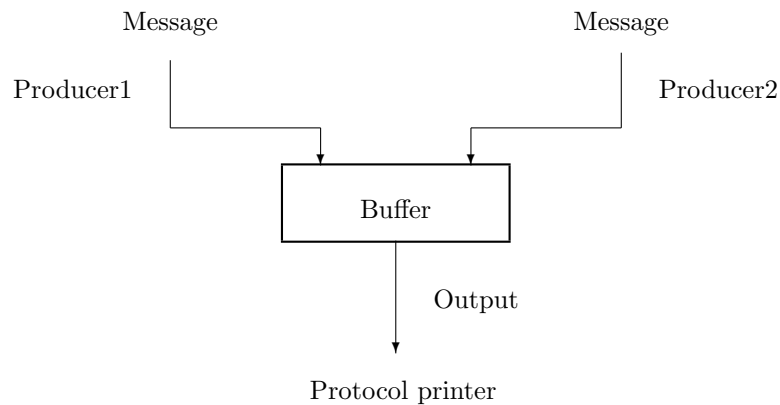 Message
Message
Producer1
Producer2
Buffer
Output
Protocol printer